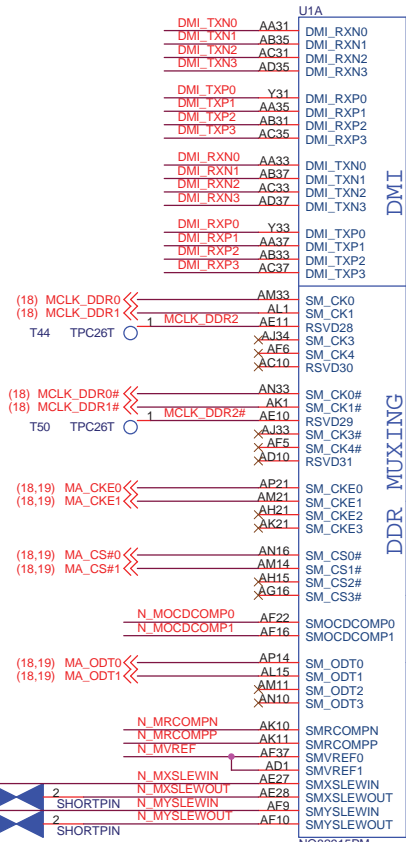 U1A
DMI_TXN0 AA31 DMI_RXN0
DMI_TXN1 AB35 DMI_RXN1
DMI_TXN2 AC31 DMI_RXN2
DMI_TXN3 AD35 DMI_RXN3
DMI_TXP0 Y31 DMI_RXP0
DMI_TXP1 AA35 DMI_RXP1
DMI_TXP2 AB31 DMI_RXP2
DMI_TXP3 AC35 DMI_RXP3
DMI_RXN0 AA33 DMI_TXN0
DMI_RXN1 AB37 DMI_TXN1
DMI_RXN2 AC33 DMI_TXN2
DMI_RXN3 AD37 DMI_TXN3
DMI
DMI_RXP0 Y33 DMI_TXP0
DMI_RXP1 AA37 DMI_TXP1
DMI_RXP2 AB33 DMI_TXP2
DMI_RXP3 AC37 DMI_TXP3
(18) MCLK_DDR0 AM33 SM_CK0
(18) MCLK_DDR1 AL1 SM_CK1
1 MCLK_DDR2 AE11 RSVD28
T44 TPC26T AJ34 SM_CK3
AF6 SM_CK4
AC10 RSVD30
(18) MCLK_DDR0# AN33 SM_CK0#
(18) MCLK_DDR1# AK1 SM_CK1#
1 MCLK_DDR2# AE10 RSVD29
T50 TPC26T AJ33 SM_CK3#
AF5 SM_CK4#
AD10 RSVD31
DDR MUXING
(18,19) MA_CKE0 AP21 SM_CKE0
(18,19) MA_CKE1 AM21 SM_CKE1
AH21 SM_CKE2
AK21 SM_CKE3
(18,19) MA_CS#0 AN16 SM_CS0#
(18,19) MA_CS#1 AM14 SM_CS1#
AH15 SM_CS2#
AG16 SM_CS3#
N_MOCDCOMP0 AF22 SMOCDCOMP0
N_MOCDCOMP1 AF16 SMOCDCOMP1
(18,19) MA_ODT0 AP14 SM_ODT0
(18,19) MA_ODT1 AL15 SM_ODT1
AM11 SM_ODT2
AN10 SM_ODT3
N_MRCOMPN AK10 SMRCOMPN
N_MRCOMPP AK11 SMRCOMPP
N_MVREF AF37 SMVREF0
AD1 SMVREF1
N_MXSLEWIN AE27 SMXSLEWIN
2 N_MXSLEWOUT AE28 SMXSLEWOUT
SHORTPIN N_MYSLEWIN AF9 SMYSLEWIN
2 N_MYSLEWOUT AF10 SMYSLEWOUT
SHORTPIN